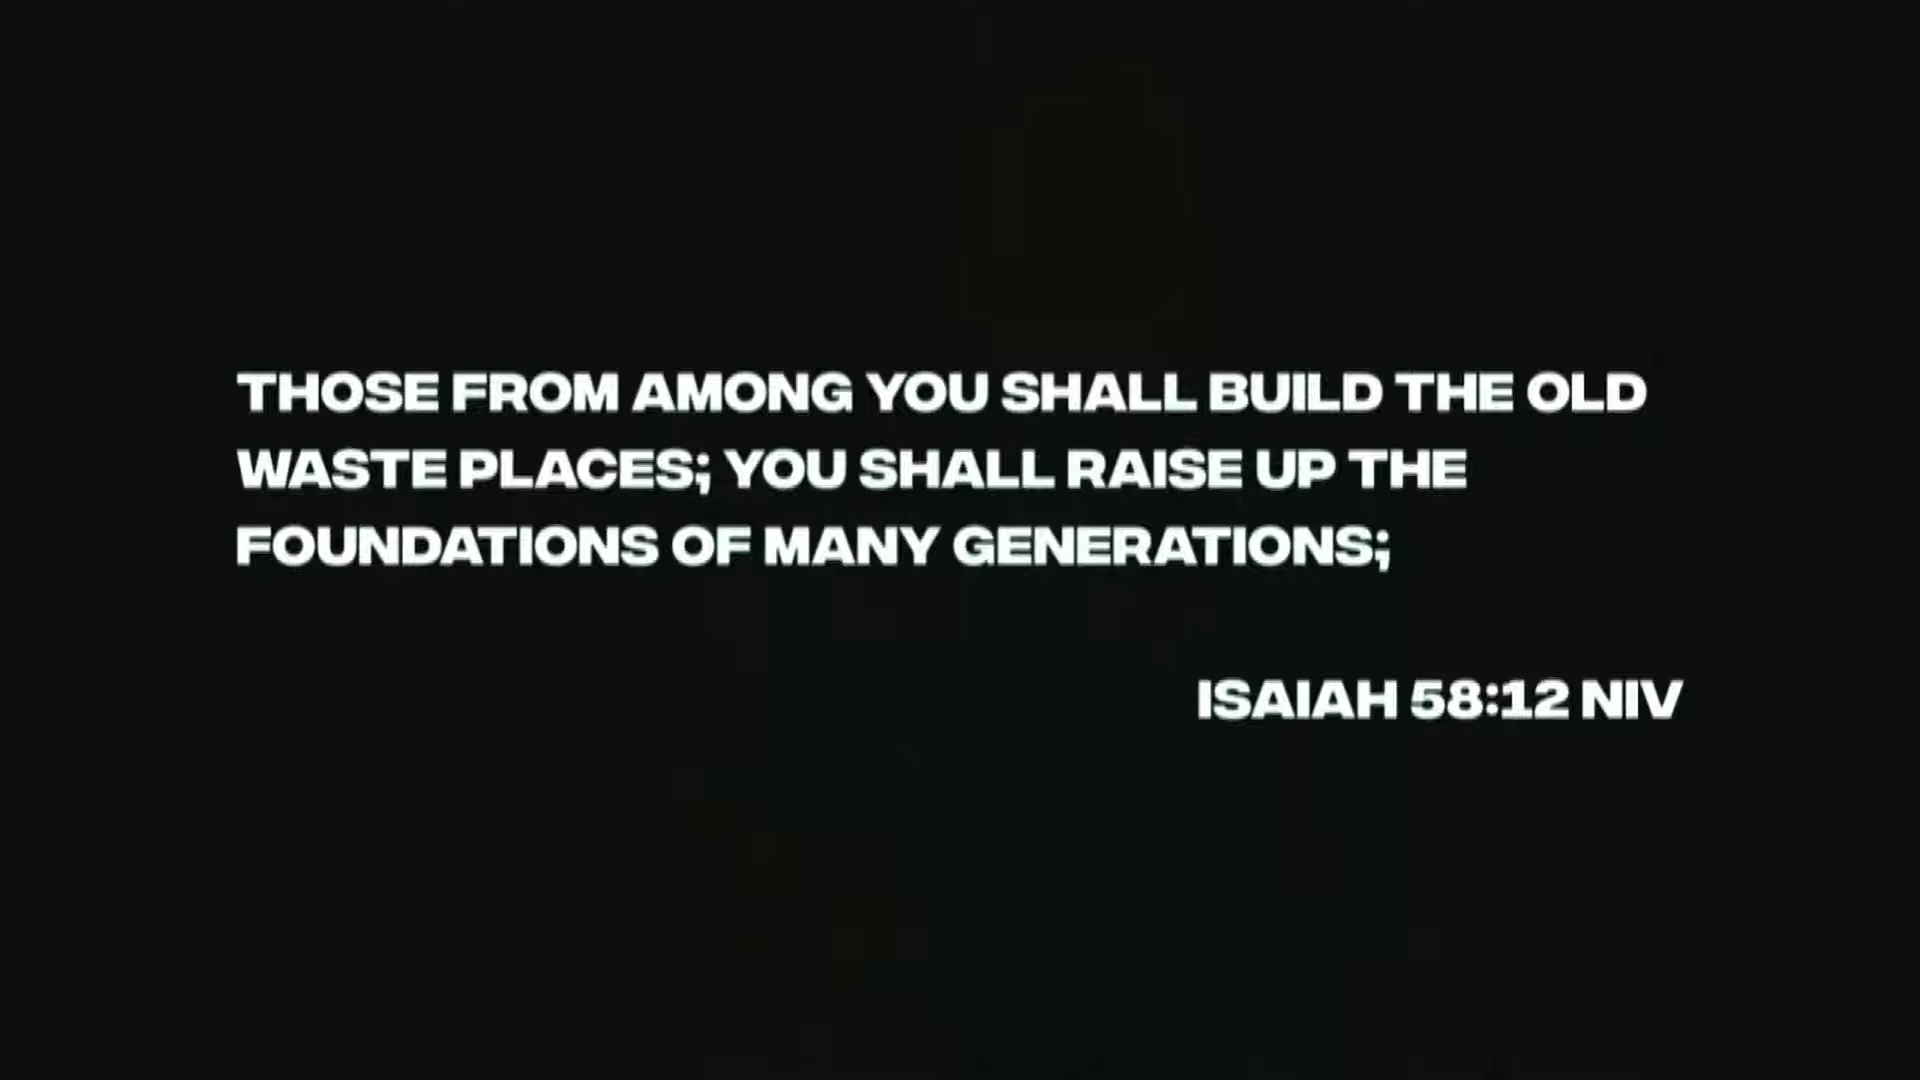 THOSE FROM AMONG YOU SHALL BUILD THE OLD
WASTE PLACES; YOU SHALL RAISE UP THE
FOUNDATIONS OF MANY GENERATIONS;
ISAIAH 58:12 NIV